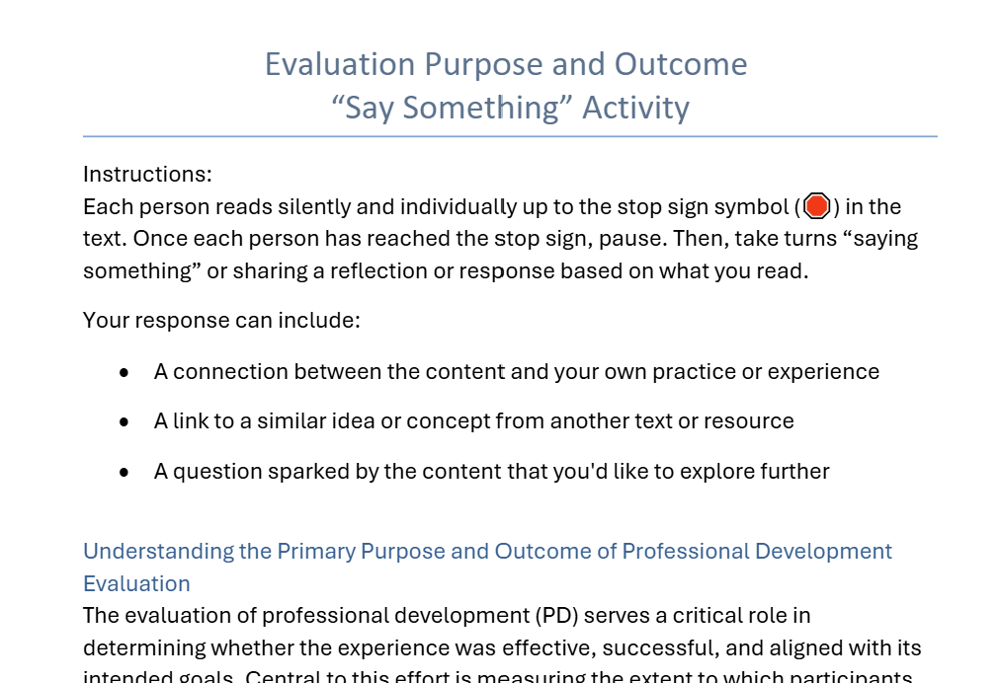 Evaluation Purpose and Outcome
“Say Something” Activity
Instructions:
Each person reads silently and individually up to the stop sign symbol () in the
text. Once each person has reached the stop sign, pause. Then, take turns “saying
something” or sharing a reflection or response based on what you read.
Your response can include:
• A connection between the content and your own practice or experience
• A link to a similar idea or concept from another text or resource
• A question sparked by the content that you'd like to explore further
Understanding the Primary Purpose and Outcome of Professional Development
Evaluation
The evaluation of professional development (PD) serves a critical role in
determining whether the experience was effective, successful, and aligned with its
intended goals. Central to this effort is measuring the extent to which participants